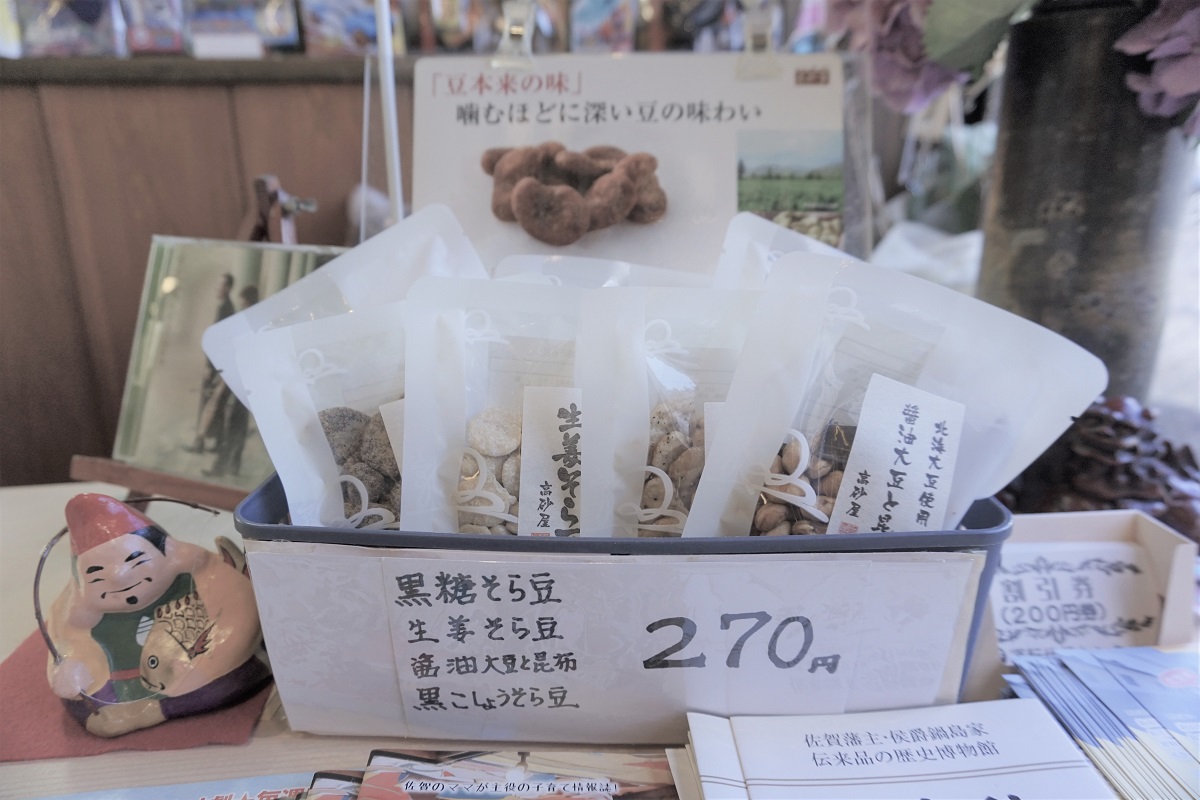 「豆本来の味」
噛むほどに深い豆の味わい
生姜そら
高砂屋
北海大豆使用
醤油大豆と昆
高砂屋
黒糖そら豆
生姜そら豆
醤油大豆と昆布
黒こしょうそら豆
270円
割引券
(200円券)
佐賀藩主・侯爵鍋島家
伝来品の歴史博物館
佐賀のママが主役の子育て情報誌!